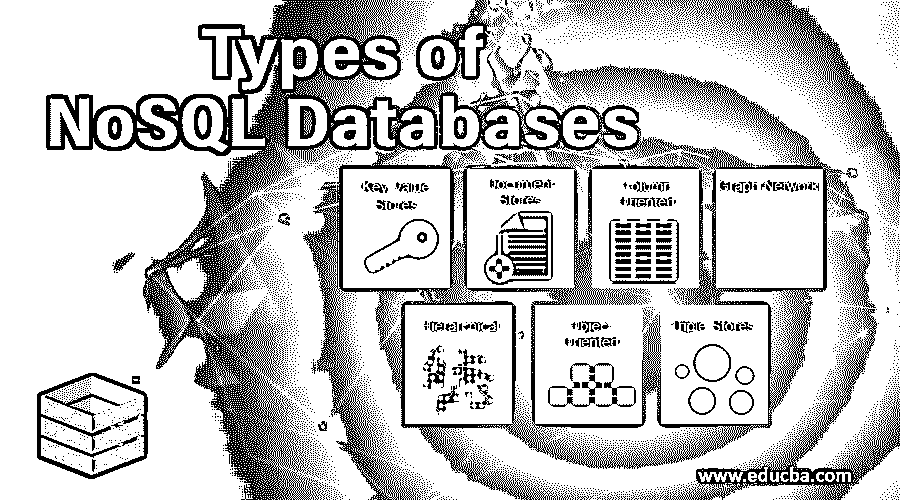 Types of
NoSQL Databases
Key Value
Stores
Document
Stores
Column
Oriented
Graph Network
Hierarchical
Object
Oriented
Triple Stores
www.educba.com